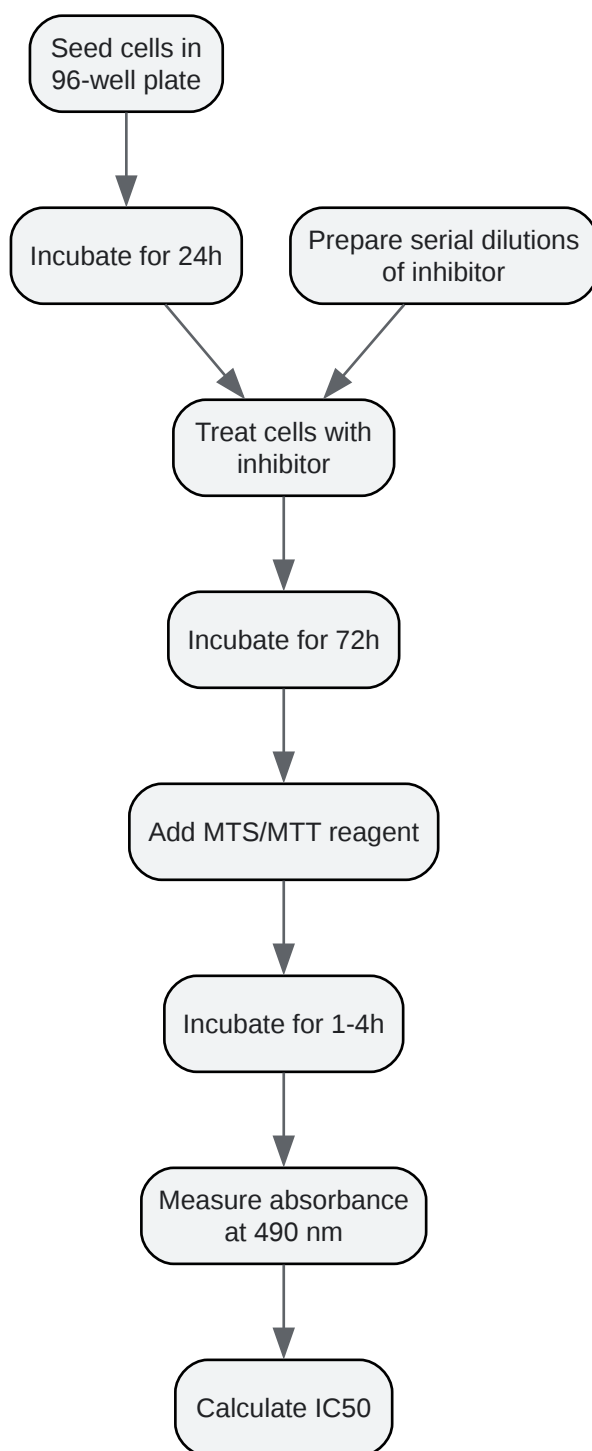 Seed cells in
96-well plate
Incubate for 24h
Prepare serial dilutions
of inhibitor
Treat cells with
inhibitor
Incubate for 72h
Add MTS/MTT reagent
Incubate for 1-4h
Measure absorbance
at 490 nm
Calculate IC50